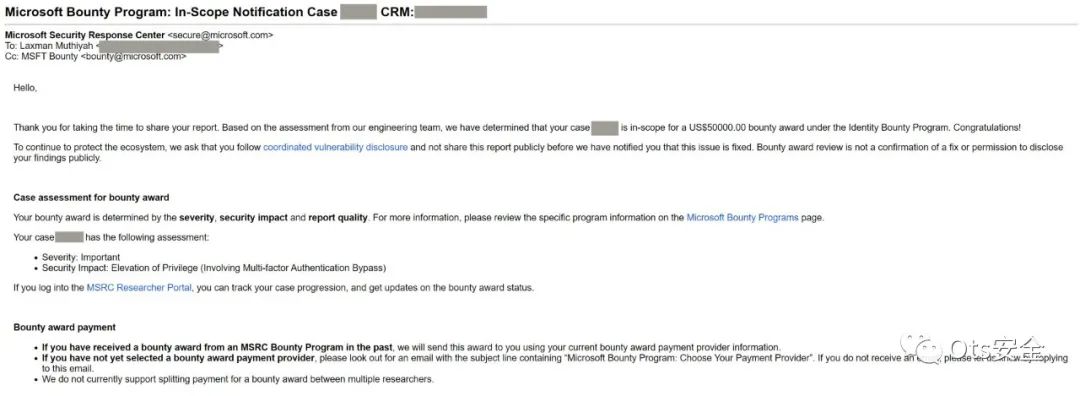 Microsoft Bounty Program: In-Scope Notification Case CRM:
Microsoft Security Response Center <secure@microsoft.com>
To: Laxman Muthiyah < >
Cc: MSFT Bounty <bounty@microsoft.com>
Hello,
Thank you for taking the time to share your report. Based on the assessment from our engineering team, we have determined that your case is in-scope for a US$50000.00 bounty award under the Identity Bounty Program. Congratulations!
To continue to protect the ecosystem, we ask that you follow coordinated vulnerability disclosure and not share this report publicly before we have notified you that this issue is fixed. Bounty award review is not a confirmation of a fix or permission to disclose
your findings publicly.
Case assessment for bounty award
Your bounty award is determined by the severity, security impact and report quality. For more information, please review the specific program information on the Microsoft Bounty Programs page.
Your case has the following assessment:
• Severity: Important
• Security Impact: Elevation of Privilege (Involving Multi-factor Authentication Bypass)
If you log into the MSRC Researcher Portal, you can track your case progression, and get updates on the bounty award status.
Bounty award payment
• If you have received a bounty award from an MSRC Bounty Program in the past, we will send this award to you using your current bounty award payment provider information.
• If you have not yet selected a bounty award payment provider, please look out for an email with the subject line containing "Microsoft Bounty Program: Choose Your Payment Provider". If you do not receive an please replying
to this email.
• We do not currently support splitting payment for a bounty award between multiple researchers.
Ots安全